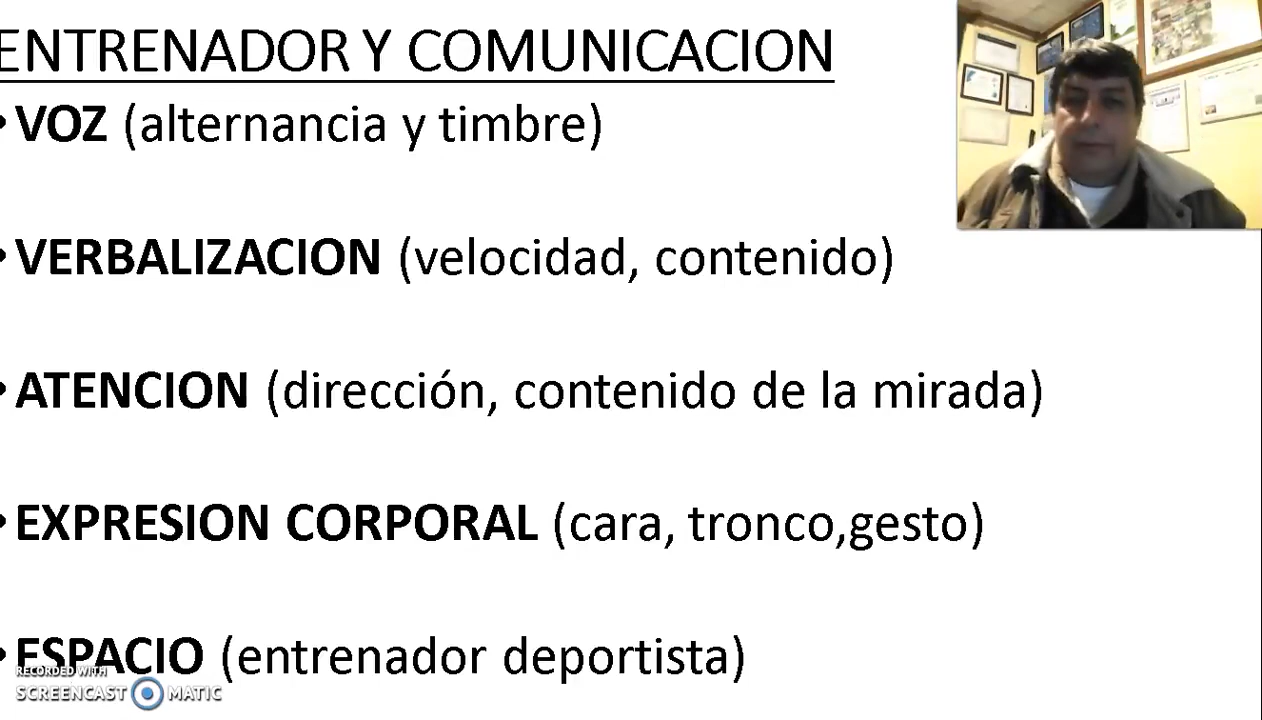 ENTRENADOR Y COMUNICACION
• VOZ (alternancia y timbre)
• VERBALIZACION (velocidad, contenido)
• ATENCION (dirección, contenido de la mirada)
• EXPRESION CORPORAL (cara, tronco,gesto)
• ESPACIO (entrenador deportista)
RECORDED WITH
SCREENCAST MATIC